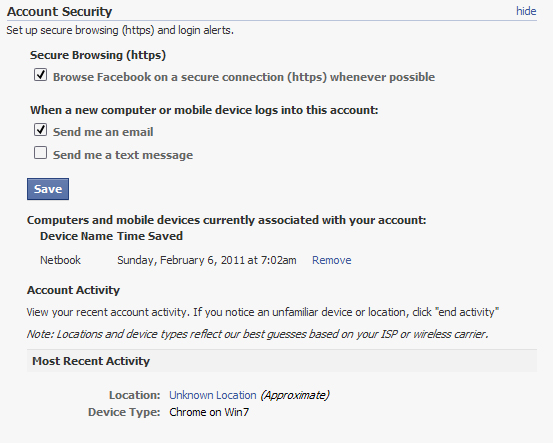 Account Security hide
Set up secure browsing (https) and login alerts.
Secure Browsing (https)
Browse Facebook on a secure connection (https) whenever possible
When a new computer or mobile device logs into this account:
Send me an email
Send me a text message
Save
Computers and mobile devices currently associated with your account:
Device Name Time Saved
Netbook Sunday, February 6, 2011 at 7:02am Remove
Account Activity
View your recent account activity. If you notice an unfamiliar device or location, click "end activity"
Note: Locations and device types reflect our best guesses based on your ISP or wireless carrier.
Most Recent Activity
Location: Unknown Location (Approximate)
Device Type: Chrome on Win7